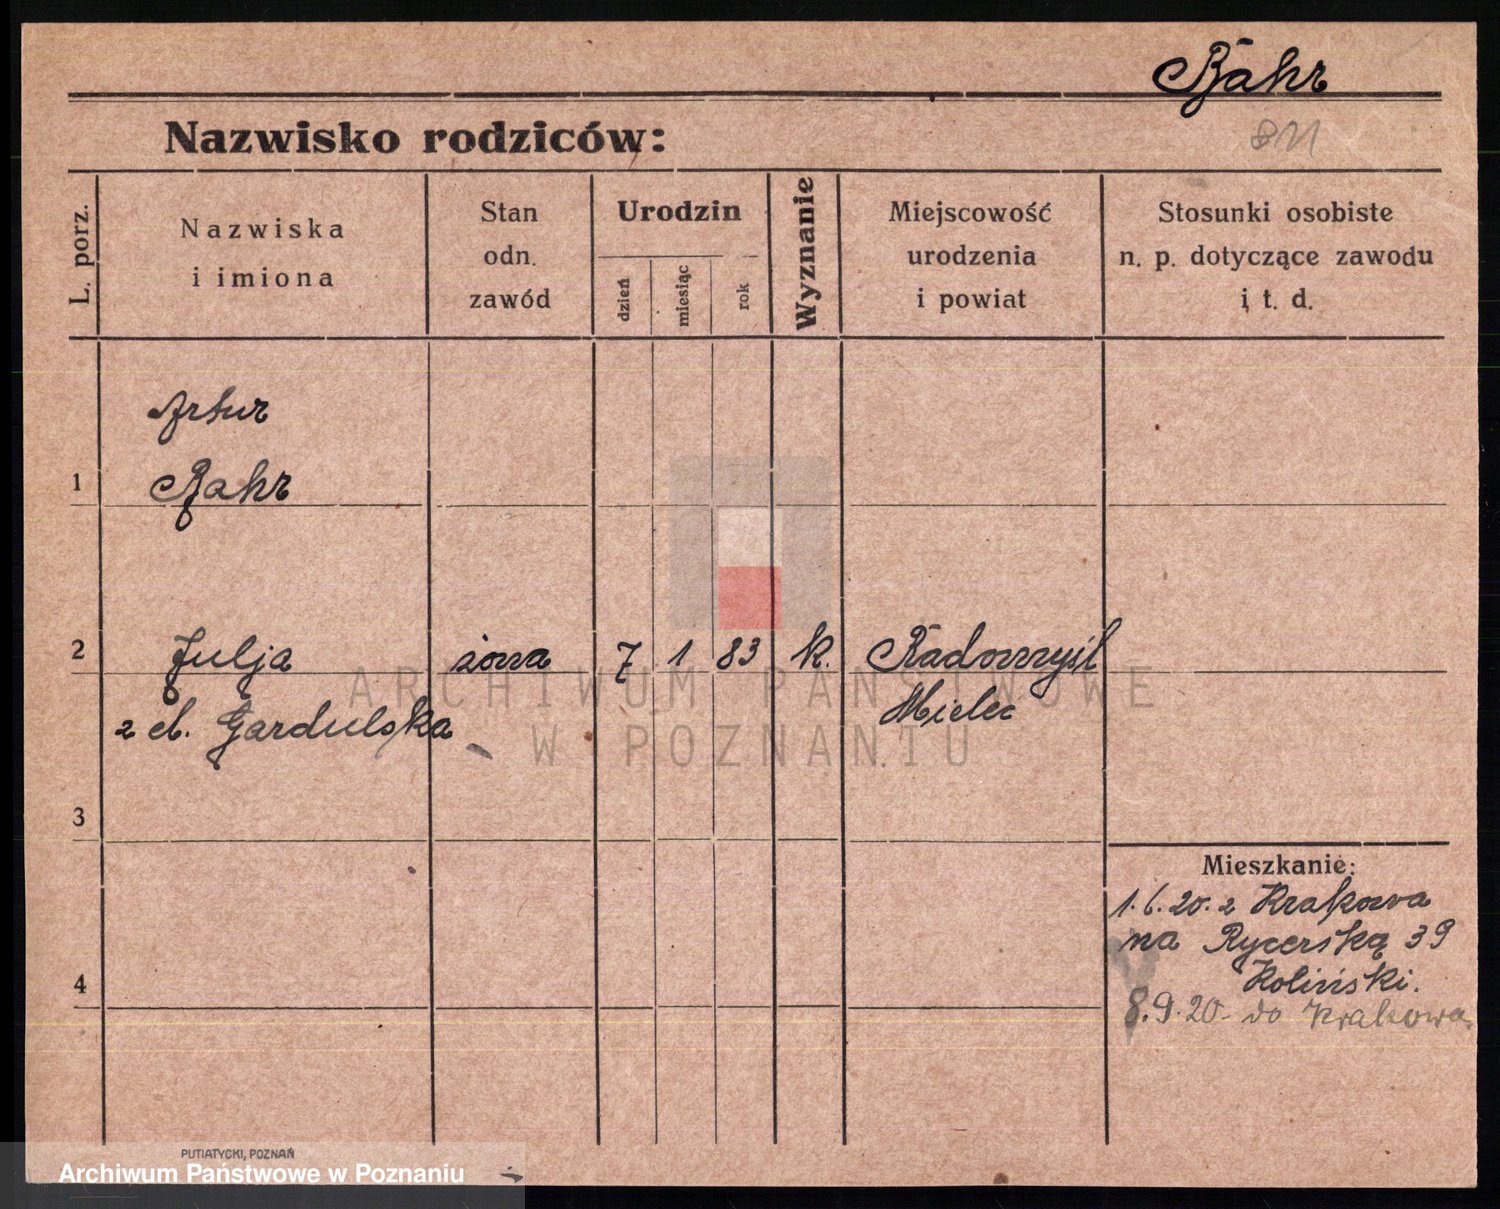 Bahr
811
Nazwisko rodziców:
L. porz.
Nazwiska
i imiona
Stan
odn.
zawód
Urodzin
dzień
miesiąc
rok
Wyznanie
Miejscowość
urodzenia
i powiat
Stosunki osobiste
n. p. dotyczące zawodu
i t. d.
Artur
1 Bahr
2 Julja żona 7 1 83 k. Radomyśl
z d. Gardulska Mielec
3
Mieszkanie:
1.6.20. z Krakowa
na Rycerską 39
Koliński.
4
8.9.20. do Krakowa
ARCHIWUM PAŃSTWOWE
W POZNANIU
PUTIATYCKI, POZNAŃ
Archiwum Państwowe w Poznaniu